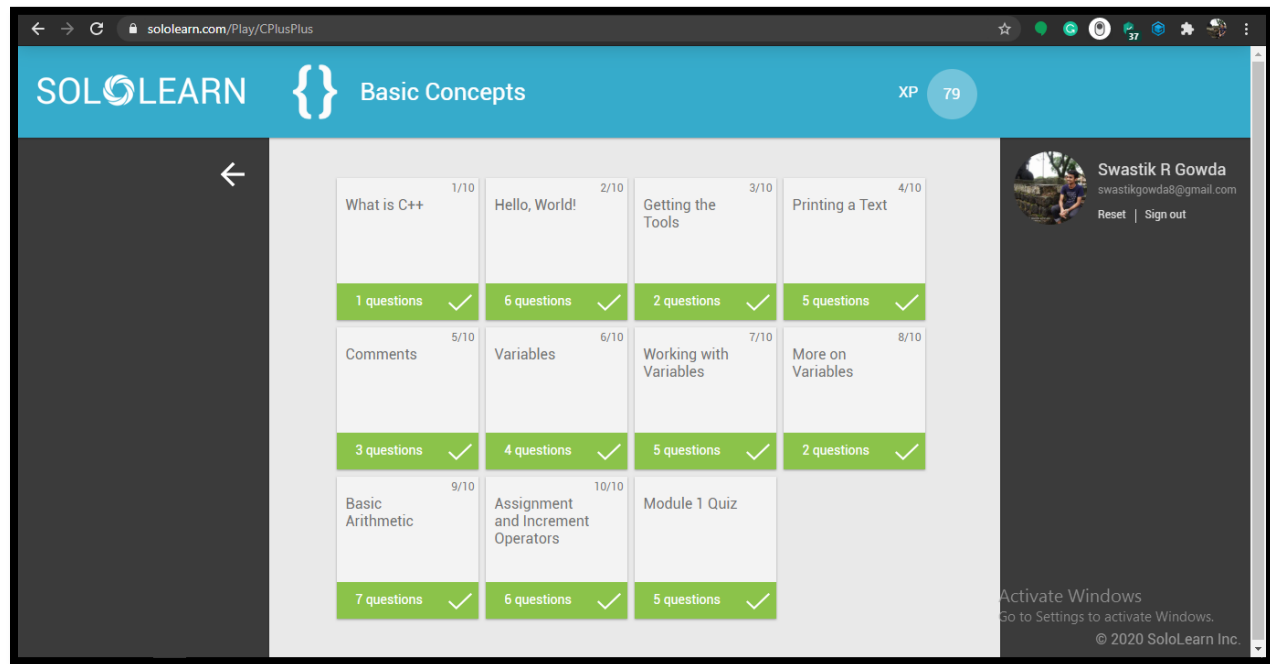 sololearn.com/Play/CPlusPlus
37
SOLOLEARN
{ } Basic Concepts
XP 79
1/10
What is C++
1 questions
2/10
Hello, World!
6 questions
3/10
Getting the
Tools
2 questions
4/10
Printing a Text
5 questions
5/10
Comments
3 questions
6/10
Variables
4 questions
7/10
Working with
Variables
5 questions
8/10
More on
Variables
2 questions
9/10
Basic
Arithmetic
7 questions
10/10
Assignment
and Increment
Operators
6 questions
Module 1 Quiz
5 questions
Swastik R Gowda
swastikgowda8@gmail.com
Reset | Sign out
Activate Windows
Go to Settings to activate Windows.
© 2020 SoloLearn Inc.